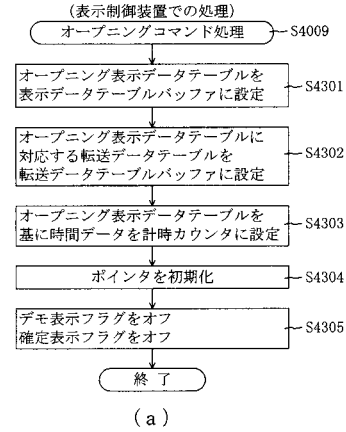 (表示制御装置での処理)
オープニングコマンド処理
S4009
オープニング表示データテーブルを
表示データテーブルバッファに設定
S4301
オープニング表示データテーブルに
対応する転送データテーブルを
転送データテーブルバッファに設定
S4302
オープニング表示データテーブルを
基に時間データを計時カウンタに設定
S4303
ポインタを初期化
S4304
デモ表示フラグをオフ
確定表示フラグをオフ
S4305
終了
(a)